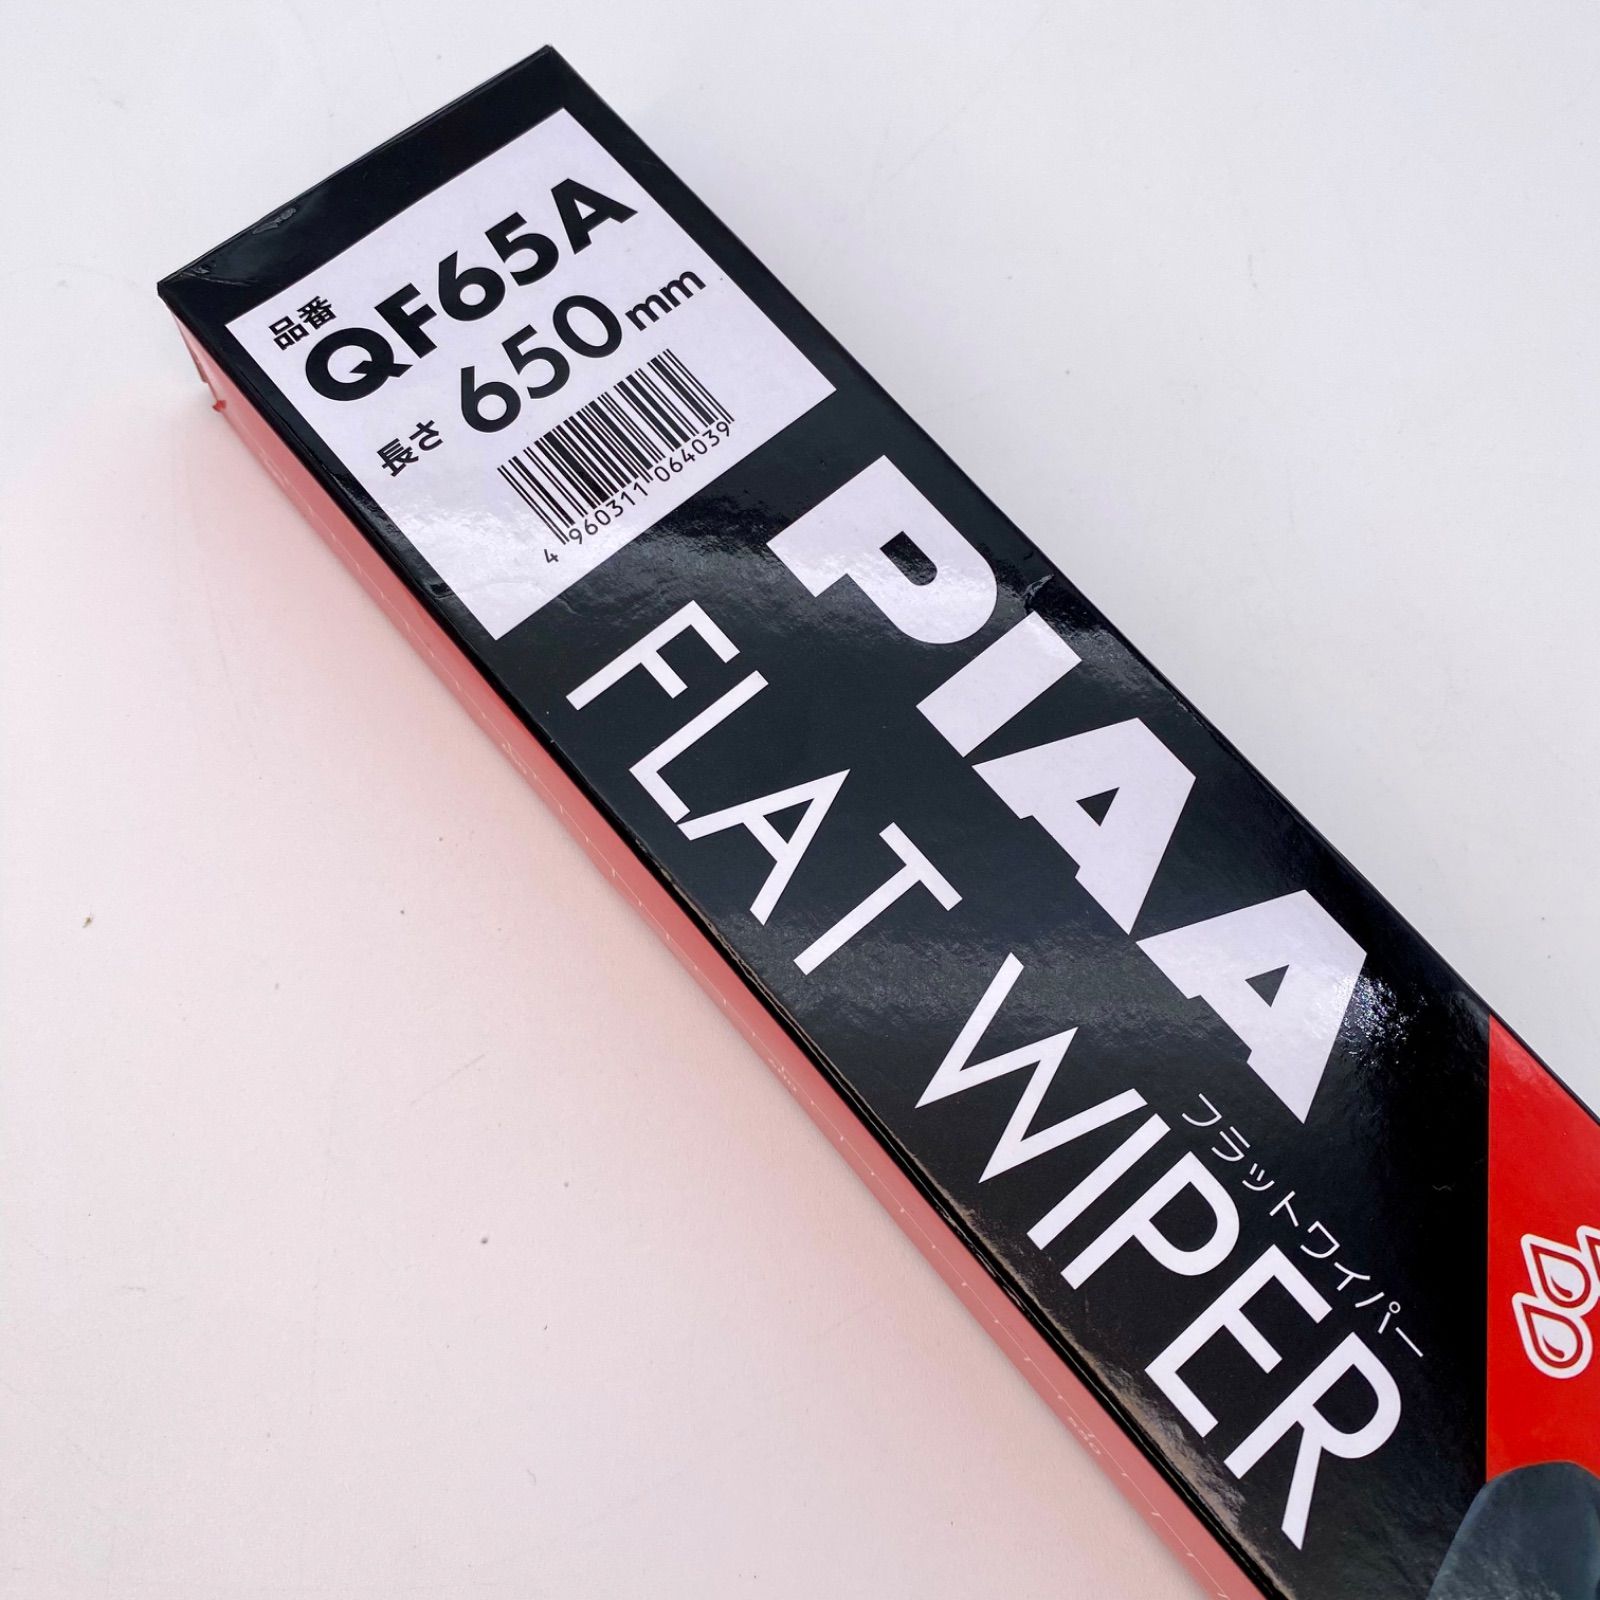 品番
QF65A
長さ 650mm
4 960311 064039
PIAA
FLAT WIPER
フラットワイパー